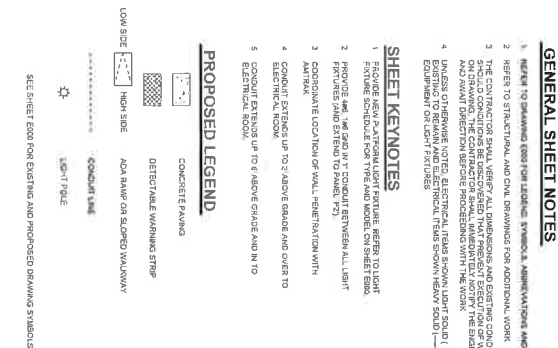 GENERAL SHEET NOTES
1 REFER TO DRAWING E000 FOR LEGEND, SYMBOLS, ABBREVIATIONS AND
2 REFER TO STRUCTURAL AND CIVIL DRAWINGS FOR ADDITIONAL WORK
3 THE CONTRACTOR SHALL VERIFY ALL DIMENSIONS AND EXISTING COND
SHOULD CONDITIONS BE DISCOVERED THAT PREVENT EXECUTION OF W
ON DRAWINGS, THE CONTRACTOR SHALL IMMEDIATELY NOTIFY THE ENGI
AND AWAIT DIRECTION BEFORE PROCEEDING WITH THE WORK
4 UNLESS OTHERWISE NOTED, ELECTRICAL ITEMS SHOWN LIGHT SOLID (
EXISTING TO REMAIN AND ELECTRICAL ITEMS SHOWN HEAVY SOLID (
EQUIPMENT OR LIGHT FIXTURES
SHEET KEYNOTES
1 PROVIDE NEW PLATFORM LIGHT FIXTURE. REFER TO LIGHT
FIXTURE SCHEDULE FOR TYPE AND MODEL ON SHEET E600.
2 PROVIDE 4#6, 1#6 GND IN 1" CONDUIT BETWEEN ALL LIGHT
FIXTURES (AND EXTEND TO PANEL 'P2').
3 COORDINATE LOCATION OF WALL PENETRATION WITH
AMTRAK
4 CONDUIT EXTENDS UP TO 2' ABOVE GRADE AND OVER TO
ELECTRICAL ROOM.
5 CONDUIT EXTENDS UP TO 6' ABOVE GRADE AND IN TO
ELECTRICAL ROOM.
PROPOSED LEGEND
CONCRETE PAVING
DETECTABLE WARNING STRIP
LOW SIDE HIGH SIDE ADA RAMP OR SLOPED WALKWAY
CONDUIT LINE
LIGHT POLE
SEE SHEET E000 FOR EXISTING AND PROPOSED DRAWING SYMBOLS